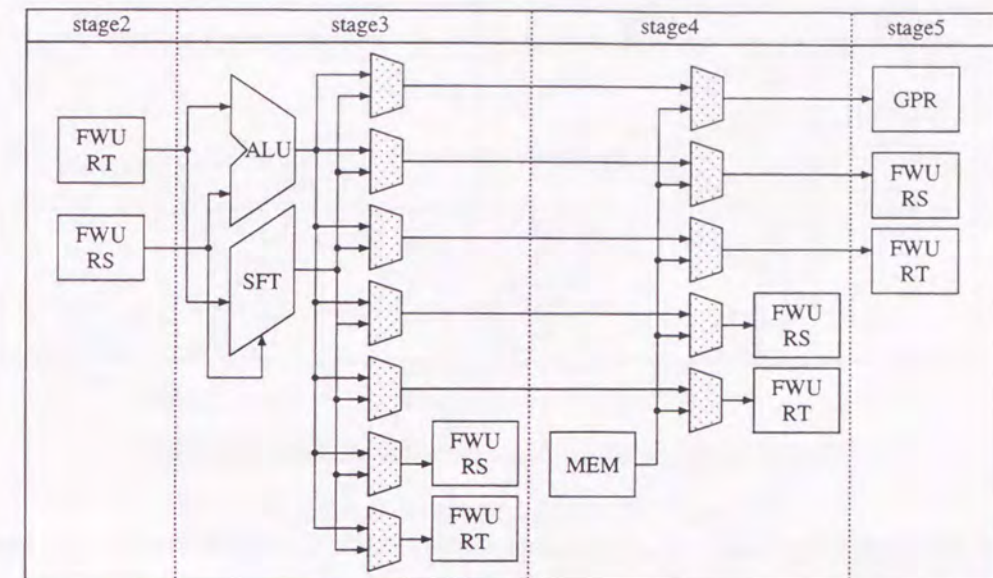 stage2
stage3
stage4
stage5
FWU
RT
FWU
RS
ALU
SFT
FWU
RS
FWU
RT
MEM
FWU
RS
FWU
RT
GPR
FWU
RS
FWU
RT